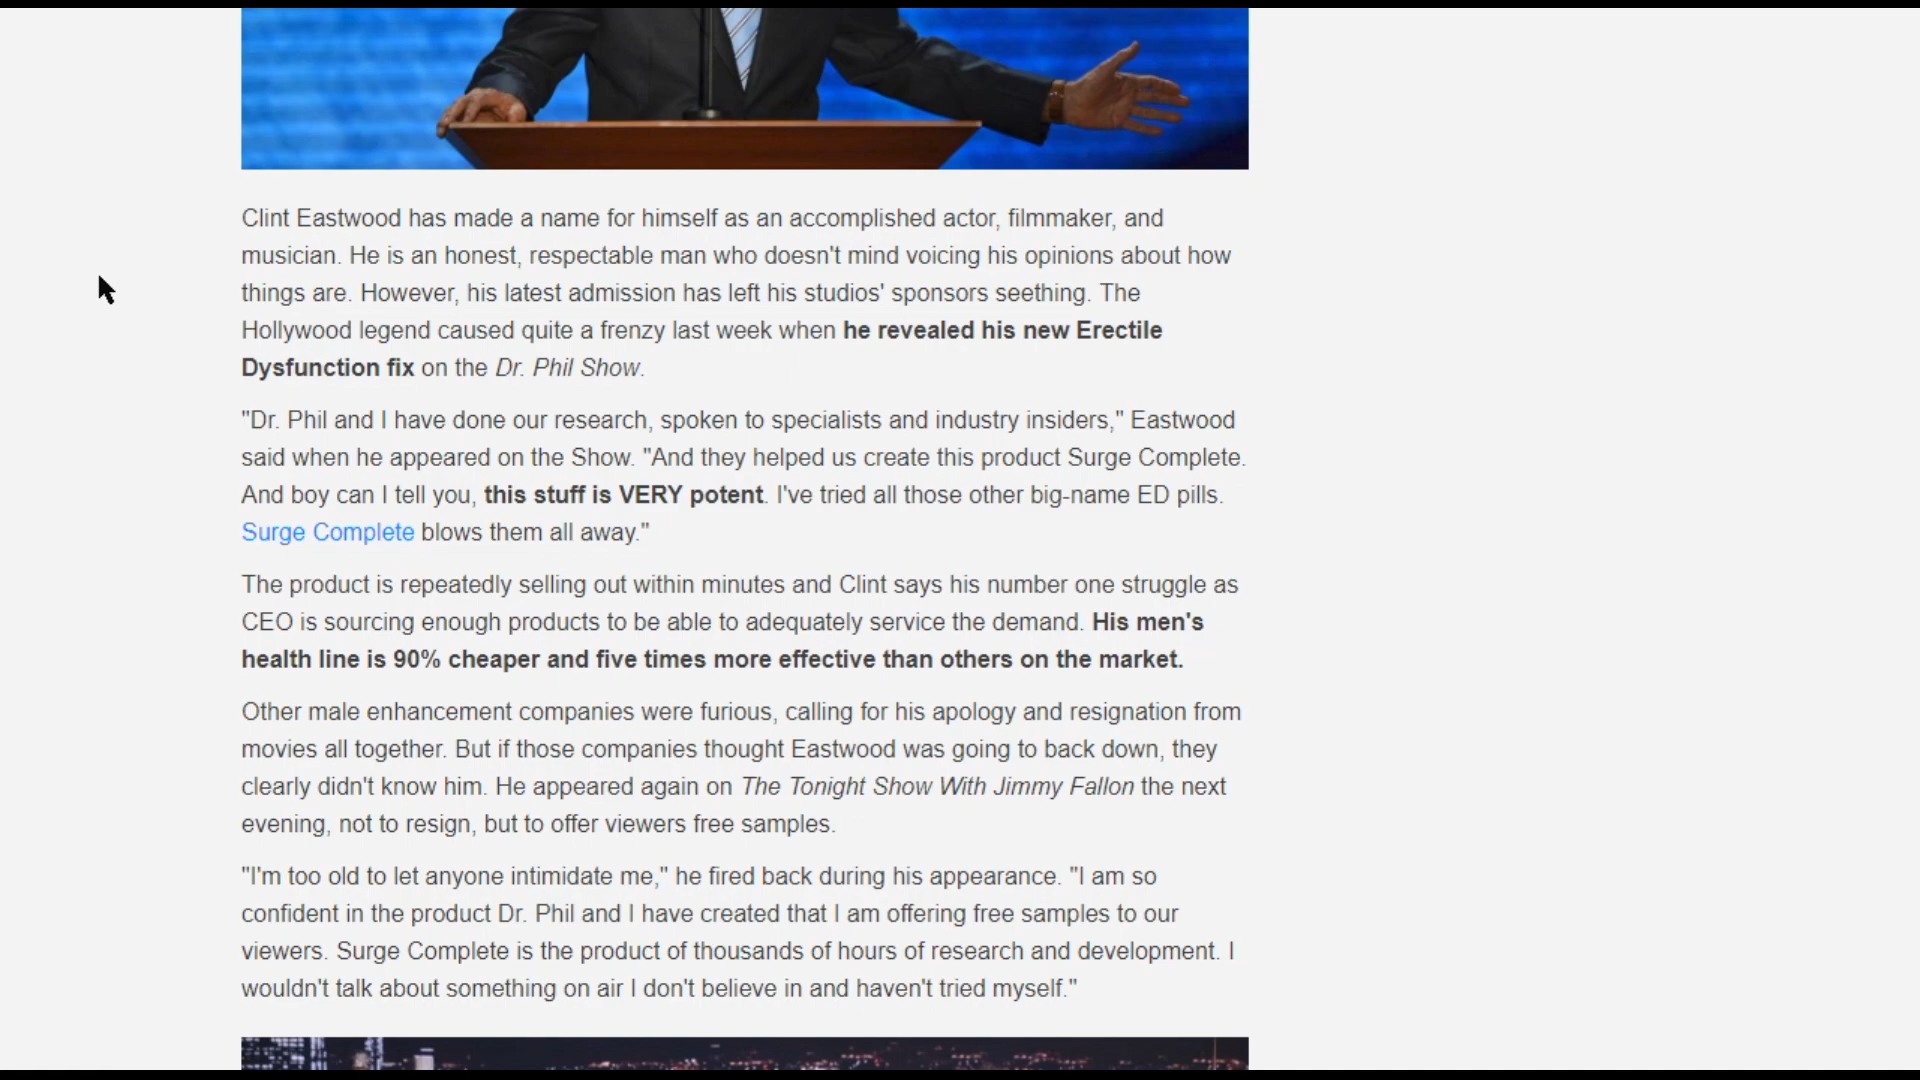 Clint Eastwood has made a name for himself as an accomplished actor, filmmaker, and
musician. He is an honest, respectable man who doesn't mind voicing his opinions about how
things are. However, his latest admission has left his studios' sponsors seething. The
Hollywood legend caused quite a frenzy last week when he revealed his new Erectile
Dysfunction fix on the Dr. Phil Show.
"Dr. Phil and I have done our research, spoken to specialists and industry insiders," Eastwood
said when he appeared on the Show. "And they helped us create this product Surge Complete.
And boy can I tell you, this stuff is VERY potent. I've tried all those other big-name ED pills.
Surge Complete blows them all away."
The product is repeatedly selling out within minutes and Clint says his number one struggle as
CEO is sourcing enough products to be able to adequately service the demand. His men's
health line is 90% cheaper and five times more effective than others on the market.
Other male enhancement companies were furious, calling for his apology and resignation from
movies all together. But if those companies thought Eastwood was going to back down, they
clearly didn't know him. He appeared again on The Tonight Show With Jimmy Fallon the next
evening, not to resign, but to offer viewers free samples.
"I'm too old to let anyone intimidate me," he fired back during his appearance. "I am so
confident in the product Dr. Phil and I have created that I am offering free samples to our
viewers. Surge Complete is the product of thousands of hours of research and development. I
wouldn't talk about something on air I don't believe in and haven't tried myself."